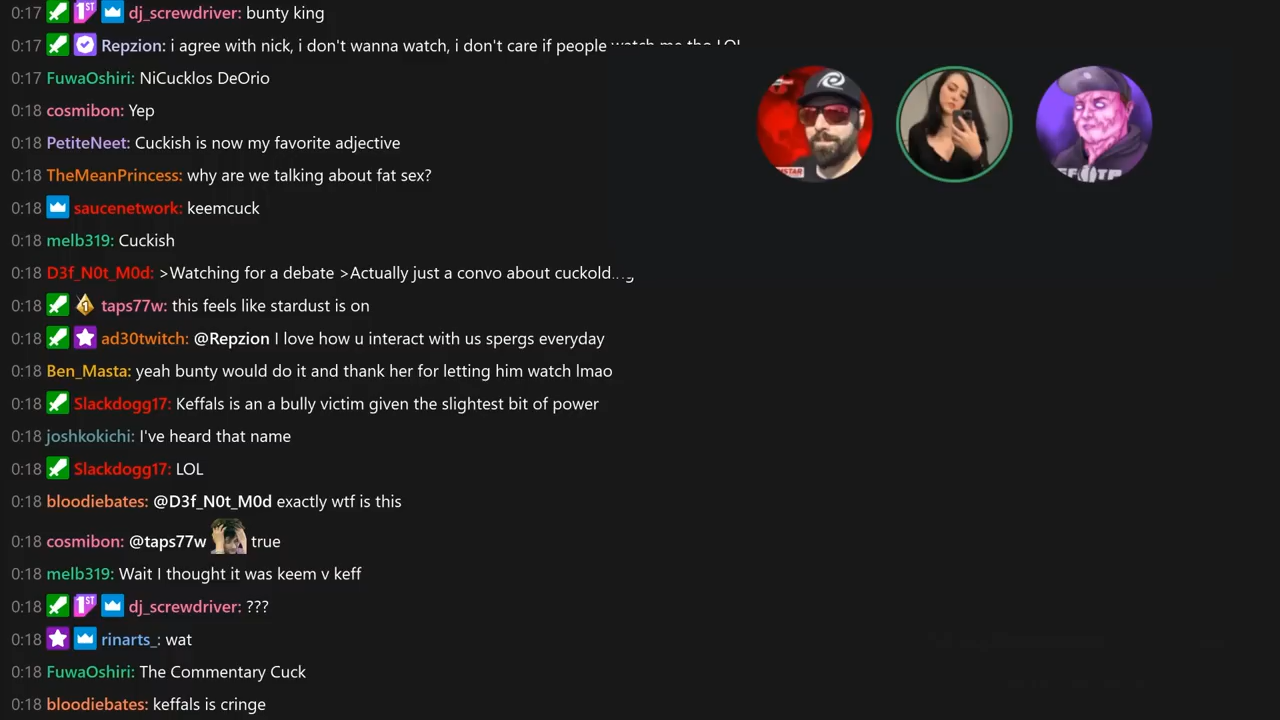 0:17 dj_screwdriver: bunty king
0:17 Repzion: i agree with nick, i don't wanna watch, i don't care if people watch me tho LOL
0:17 FuwaOshiri: NiCucklos DeOrio
0:18 cosmibon: Yep
0:18 PetiteNeet: Cuckish is now my favorite adjective
0:18 TheMeanPrincess: why are we talking about fat sex?
0:18 saucenetwork: keemcuck
0:18 melb319: Cuckish
0:18 D3f_N0t_M0d: >Watching for a debate >Actually just a convo about
0:18 taps77w: this feels like stardust is on
0:18 ad30twitch: @Repzion I love how u interact with us spergs everyday
0:18 Ben_Masta: yeah bunty would do it and thank her for letting him watch lmao
0:18 Slackdogg17: Keffals is an a bully victim given the slightest bit of power
0:18 joshkokichi: I've heard that name
0:18 Slackdogg17: LOL
0:18 bloodiebates: @D3f_N0t_M0d exactly wtf is this
0:18 cosmibon: @taps77w true
0:18 melb319: Wait I thought it was keem v keff
0:18 dj_screwdriver: ???
0:18 rinarts_: wat
0:18 FuwaOshiri: The Commentary Cuck
0:18 bloodiebates: keffals is cringe